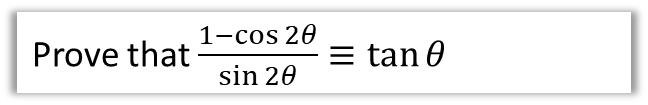 Prove that (1−cos 2θ)/(sin 2θ) ≡ tan θ